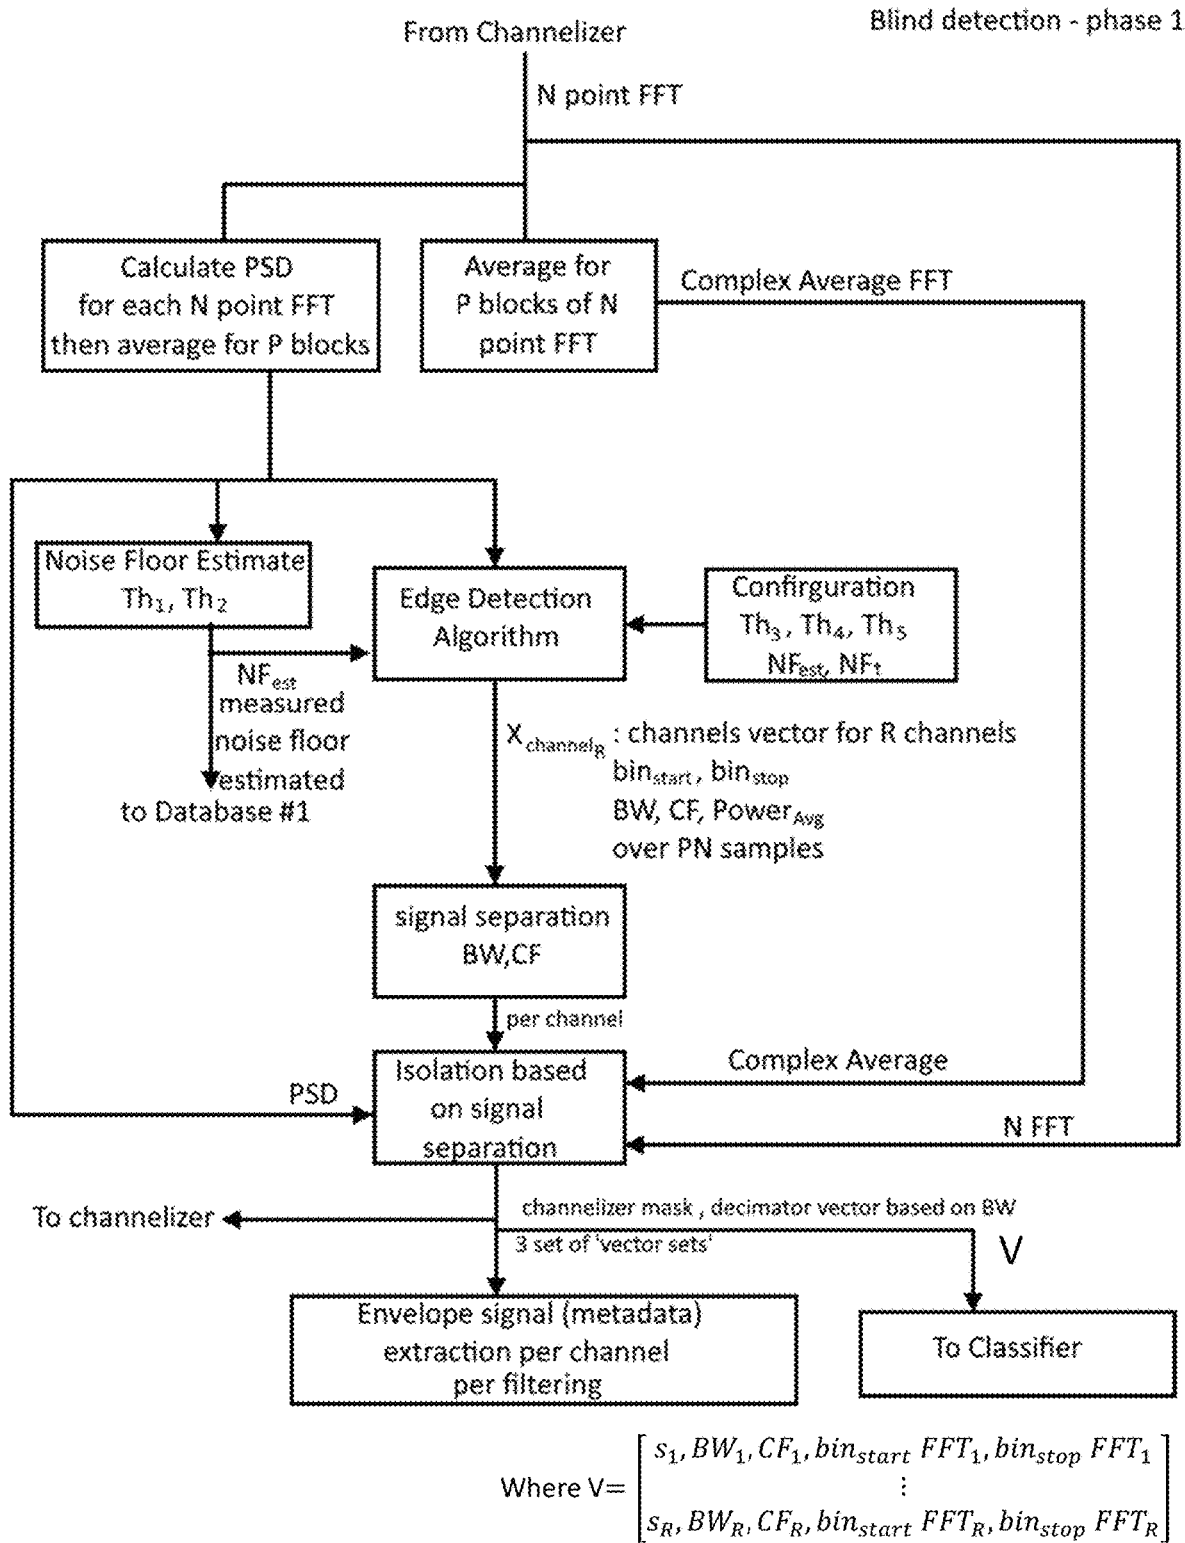 Blind detection - phase 1
From Channelizer
N point FFT
Calculate PSD
for each N point FFT
then average for P blocks
Average for
P blocks of N
point FFT
Complex Average FFT
Noise Floor Estimate
Th₁, Th₂
Edge Detection
Algorithm
Confirguration
Th₃, Th₄, Th₅
NFest, NFt
NFest
measured
noise floor
estimated
to Database #1
XchannelR : channels vector for R channels
binstart, binstop
BW, CF, PowerAvg
over PN samples
signal separation
BW,CF
per channel
Isolation based
on signal
separation
PSD
Complex Average
N FFT
To channelizer
channelizer mask , decimator vector based on BW
3 set of 'vector sets'
V
Envelope signal (metadata)
extraction per channel
per filtering
To Classifier
Where V= [ s₁, BW₁, CF₁, binstart FFT₁, binstop FFT₁
⋮
sR, BWR, CFR, binstart FFTR, binstop FFTR ]